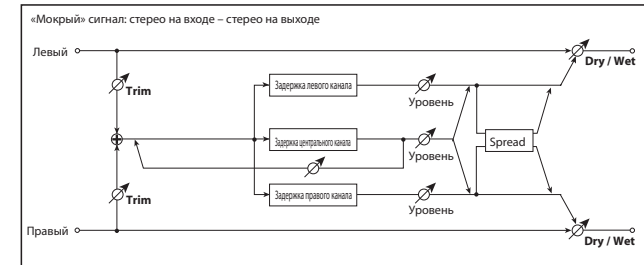 «Мокрый» сигнал: стерео на входе – стерео на выходе
Левый
Dry / Wet
Trim
Задержка левого канала
Уровень
Задержка центрального канала
Уровень
Spread
Trim
Задержка правого канала
Уровень
Правый
Dry / Wet